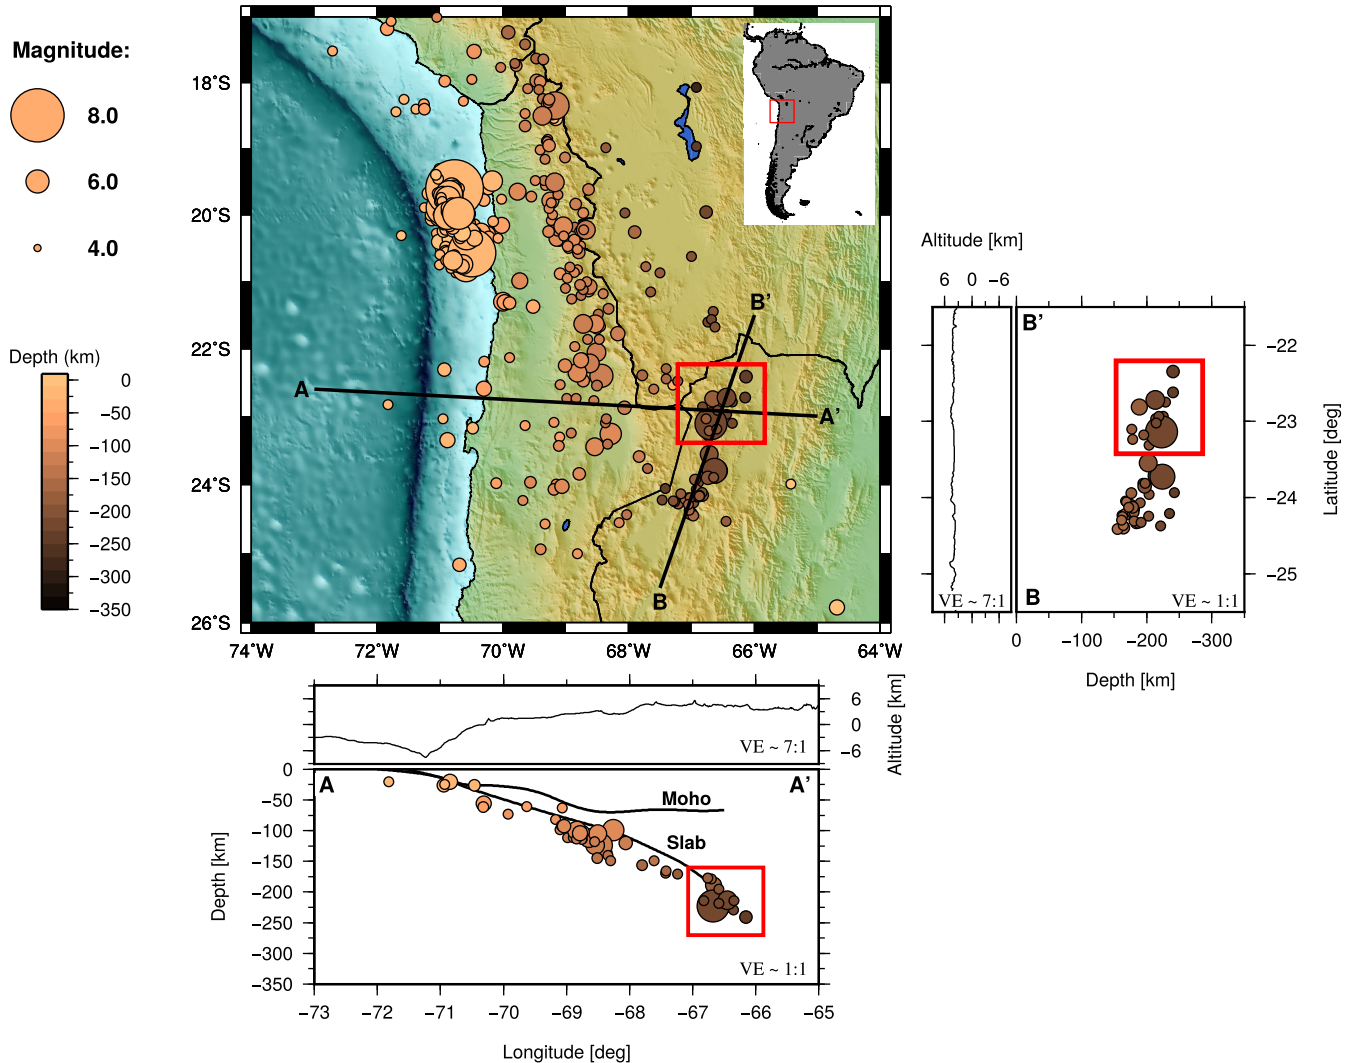 Magnitude:
8.0
6.0
4.0
Depth (km)
0
−50
−100
−150
−200
−250
−300
−350
18°S
20°S
22°S
24°S
26°S
74°W
72°W
70°W
68°W
66°W
64°W
A
A’
B’
B
Altitude [km]
6
0
−6
B’
B
VE ~ 7:1
VE ~ 1:1
−22
−23
−24
−25
Latitude [deg]
0
−100
−200
−300
Depth [km]
6
0
−6
Altitude [km]
VE ~ 7:1
A
A’
Moho
Slab
VE ~ 1:1
0
−50
−100
−150
−200
−250
−300
−350
Depth [km]
−73
−72
−71
−70
−69
−68
−67
−66
−65
Longitude [deg]